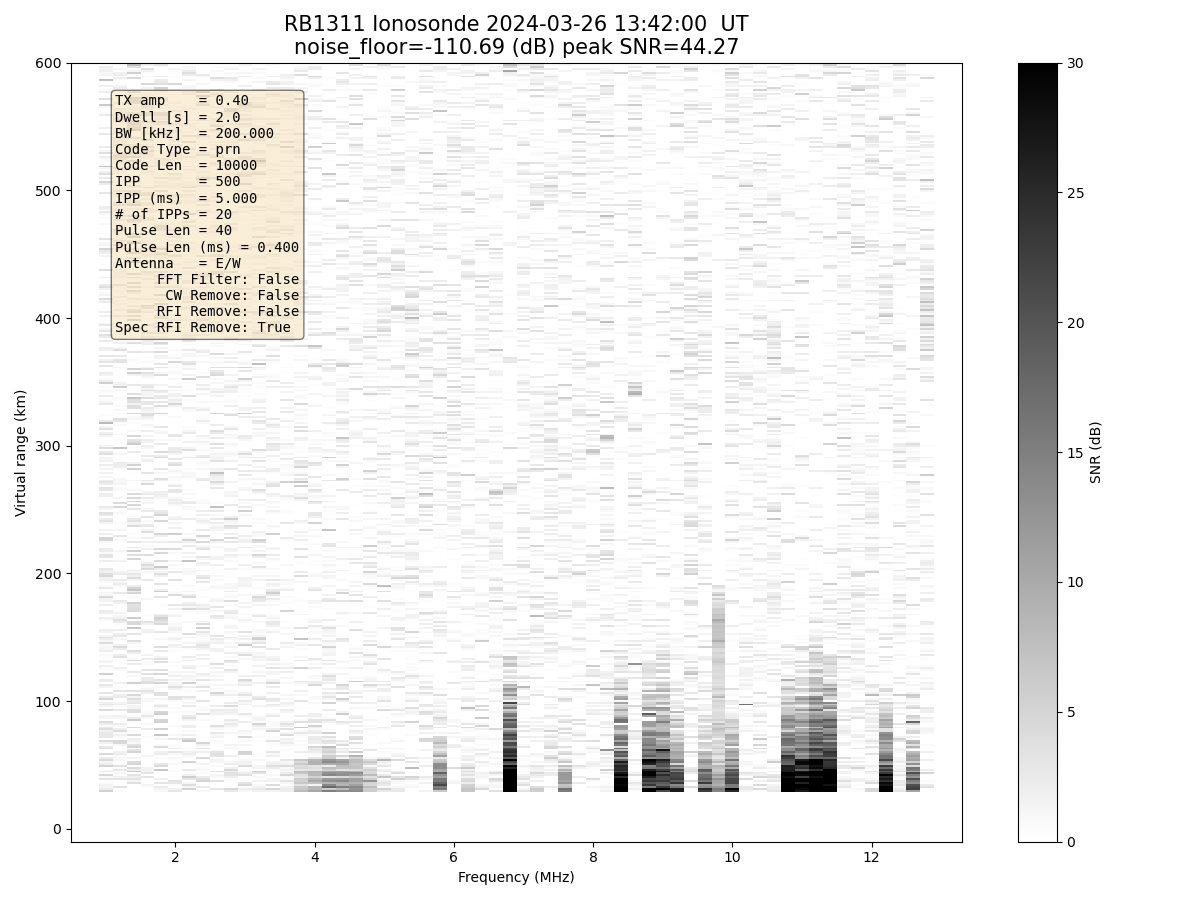 RB1311 Ionosonde 2024-03-26 13:42:00  UT
noise_floor=-110.69 (dB) peak SNR=44.27
TX amp    = 0.40
Dwell [s] = 2.0
BW [kHz]  = 200.000
Code Type = prn
Code Len  = 10000
IPP       = 500
IPP (ms)  = 5.000
# of IPPs = 20
Pulse Len = 40
Pulse Len (ms) = 0.400
Antenna   = E/W
FFT Filter: False
CW Remove: False
RFI Remove: False
Spec RFI Remove: True
600
500
400
300
200
100
0
Virtual range (km)
2
4
6
8
10
12
Frequency (MHz)
30
25
20
15
10
5
0
SNR (dB)